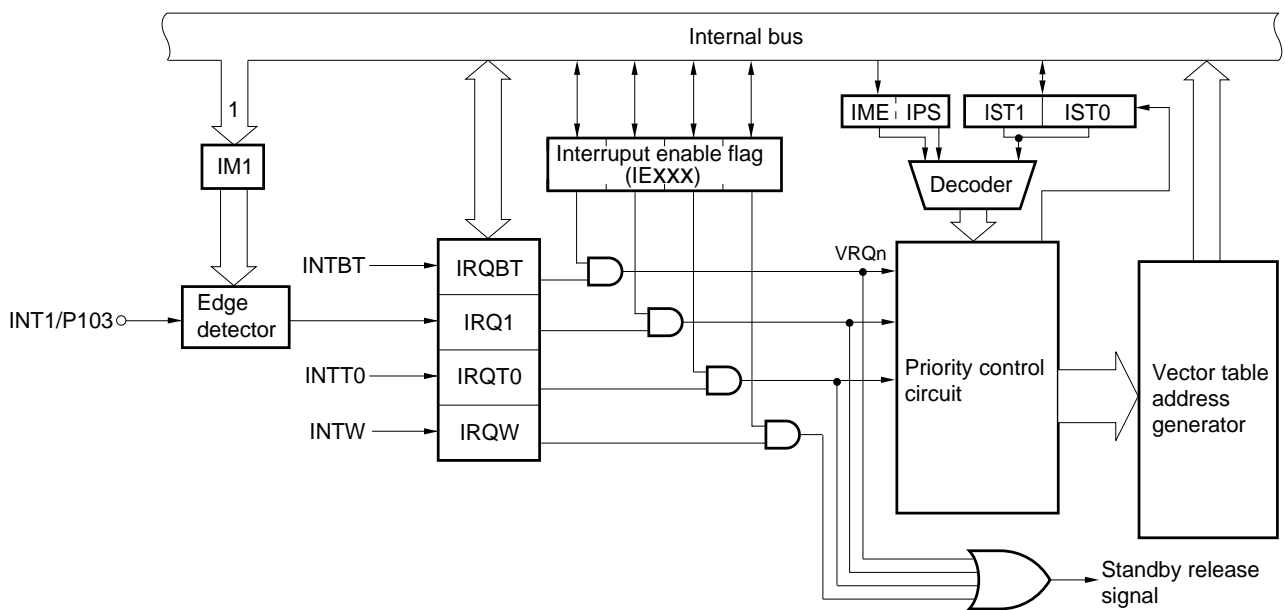 Internal bus
1
IME IPS
IST1 IST0
IM1
Interruput enable flag
(IEXXX)
Decoder
INTBT
IRQBT
VRQn
INT1/P103
Edge
detector
IRQ1
INTT0
IRQT0
Priority control
circuit
Vector table
address
generator
INTW
IRQW
Standby release
signal